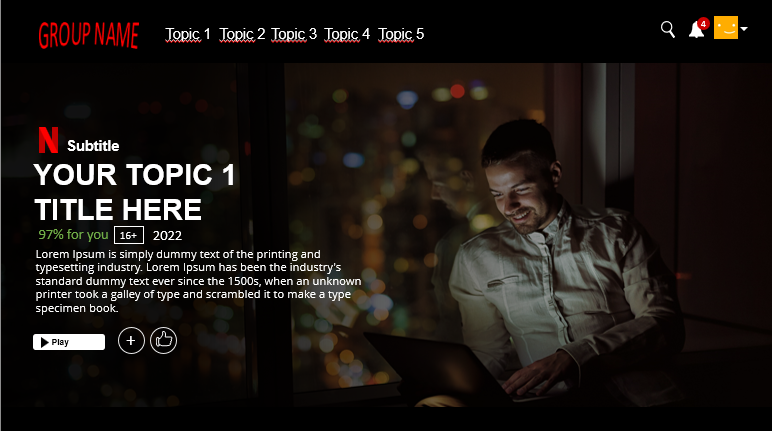 GROUP NAME
Topic 1 Topic 2 Topic 3 Topic 4 Topic 5
4
N Subtitle
YOUR TOPIC 1
TITLE HERE
97% for you 16+ 2022
Lorem Ipsum is simply dummy text of the printing and
typesetting industry. Lorem Ipsum has been the industry's
standard dummy text ever since the 1500s, when an unknown
printer took a galley of type and scrambled it to make a type
specimen book.
Play